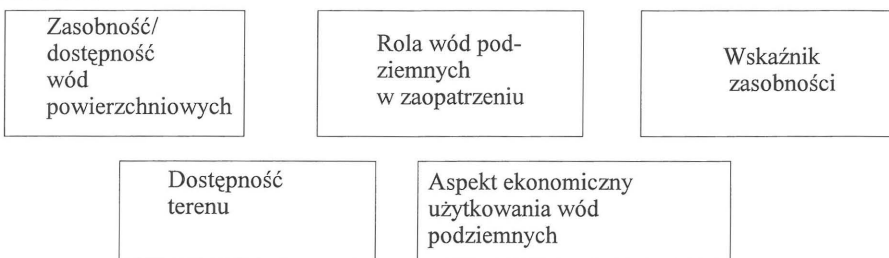 Zasobność/
dostępność
wód
powierzchniowych
Rola wód pod-
ziemnych
w zaopatrzeniu
Wskaźnik
zasobności
Dostępność
terenu
Aspekt ekonomiczny
użytkowania wód
podziemnych